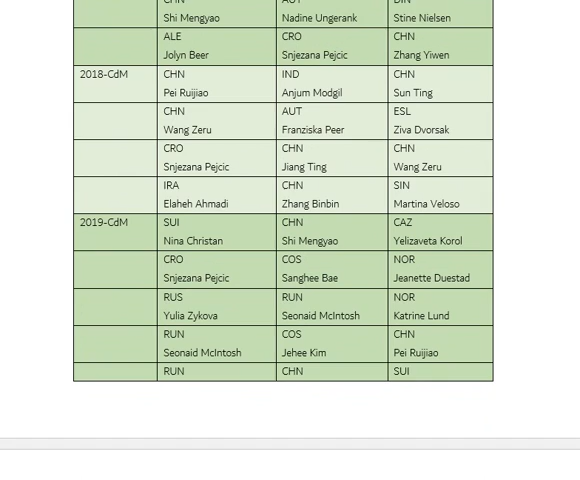 Shi Mengyao Nadine Ungerank Stine Nielsen
ALE CRO CHN
Jolyn Beer Snjezana Pejcic Zhang Yiwen
2018-CdM CHN IND CHN
Pei Ruijiao Anjum Modgil Sun Ting
CHN AUT ESL
Wang Zeru Franziska Peer Ziva Dvorsak
CRO CHN CHN
Snjezana Pejcic Jiang Ting Wang Zeru
IRA CHN SIN
Elaheh Ahmadi Zhang Binbin Martina Veloso
2019-CdM SUI CHN CAZ
Nina Christan Shi Mengyao Yelizaveta Korol
CRO COS NOR
Snjezana Pejcic Sanghee Bae Jeanette Duestad
RUS RUN NOR
Yulia Zykova Seonaid McIntosh Katrine Lund
RUN COS CHN
Seonaid McIntosh Jehee Kim Pei Ruijiao
RUN CHN SUI